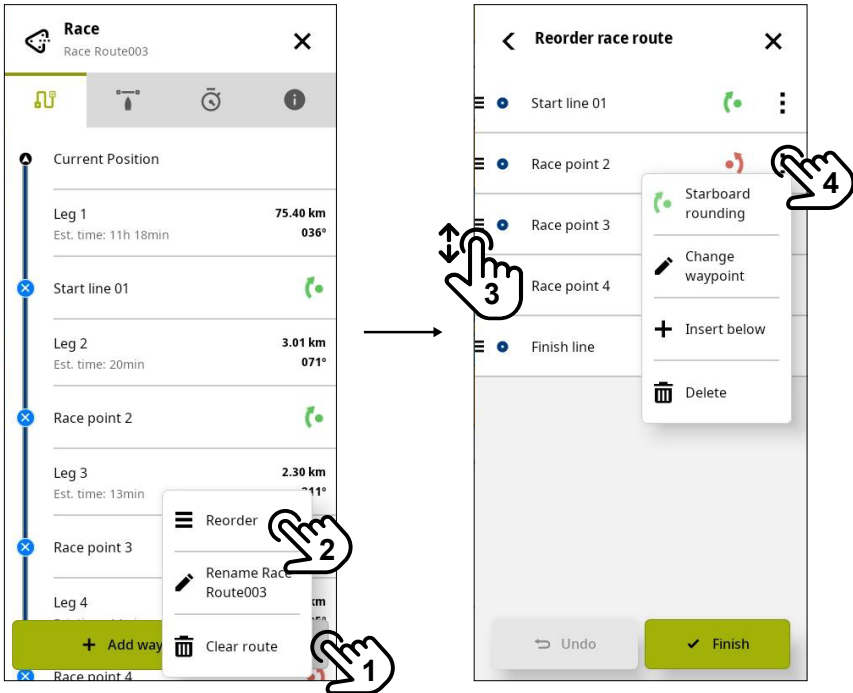 Race
Race Route003
Current Position
Leg 1
75.40 km
Est. time: 11h 18min
036°
Start line 01
Leg 2
3.01 km
Est. time: 20min
071°
Race point 2
Leg 3
2.30 km
Est. time: 13min
211°
Race point 3
Leg 4
km
Add way
Race point 4
Reorder
Rename Race
Route003
Clear route
2
1
Reorder race route
Start line 01
Race point 2
Race point 3
Race point 4
Finish line
Starboard
rounding
Change
waypoint
Insert below
Delete
3
4
Undo
Finish